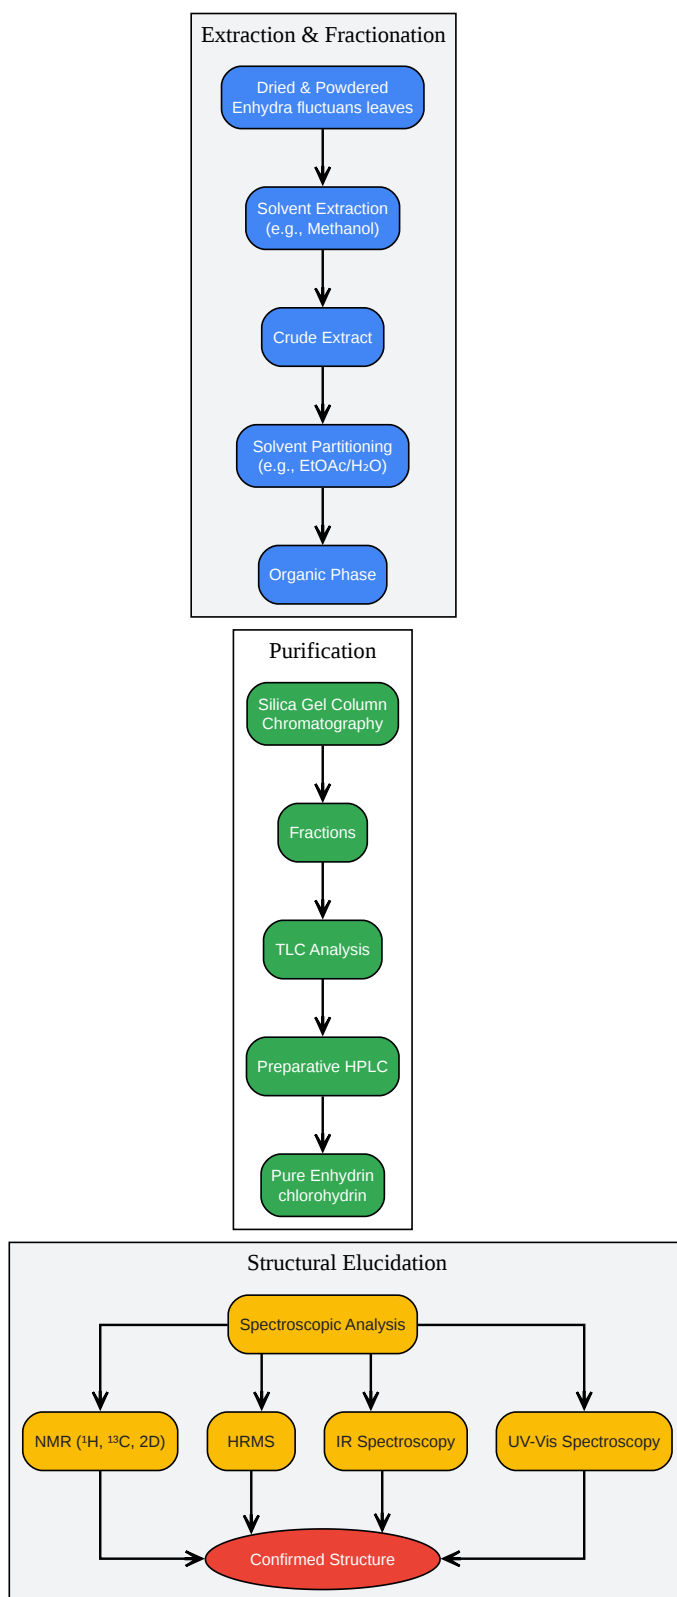 Extraction & Fractionation
Dried & Powdered
Enhydra fluctuans leaves
Solvent Extraction
(e.g., Methanol)
Crude Extract
Solvent Partitioning
(e.g., EtOAc/H₂O)
Organic Phase
Purification
Silica Gel Column
Chromatography
Fractions
TLC Analysis
Preparative HPLC
Pure Enhydrin
chlorohydrin
Structural Elucidation
Spectroscopic Analysis
NMR (¹H, ¹³C, 2D)
HRMS
IR Spectroscopy
UV-Vis Spectroscopy
Confirmed Structure